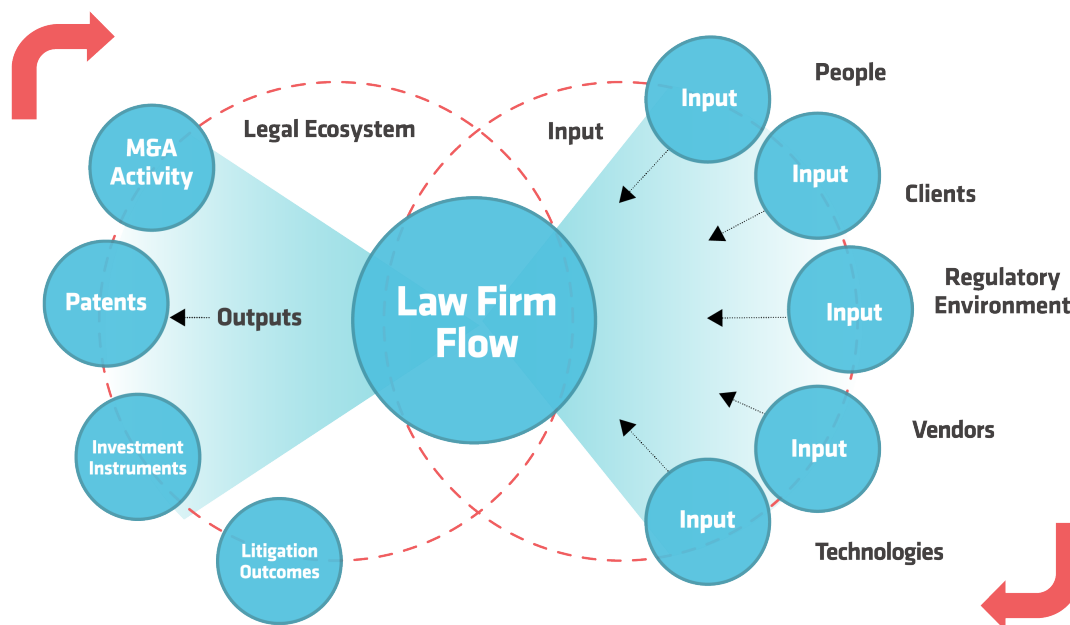 Legal Ecosystem
M&A
Activity
Patents
Outputs
Investment
Instruments
Litigation
Outcomes
Law Firm
Flow
Input
Input
People
Input
Clients
Input
Regulatory
Environment
Input
Vendors
Input
Technologies